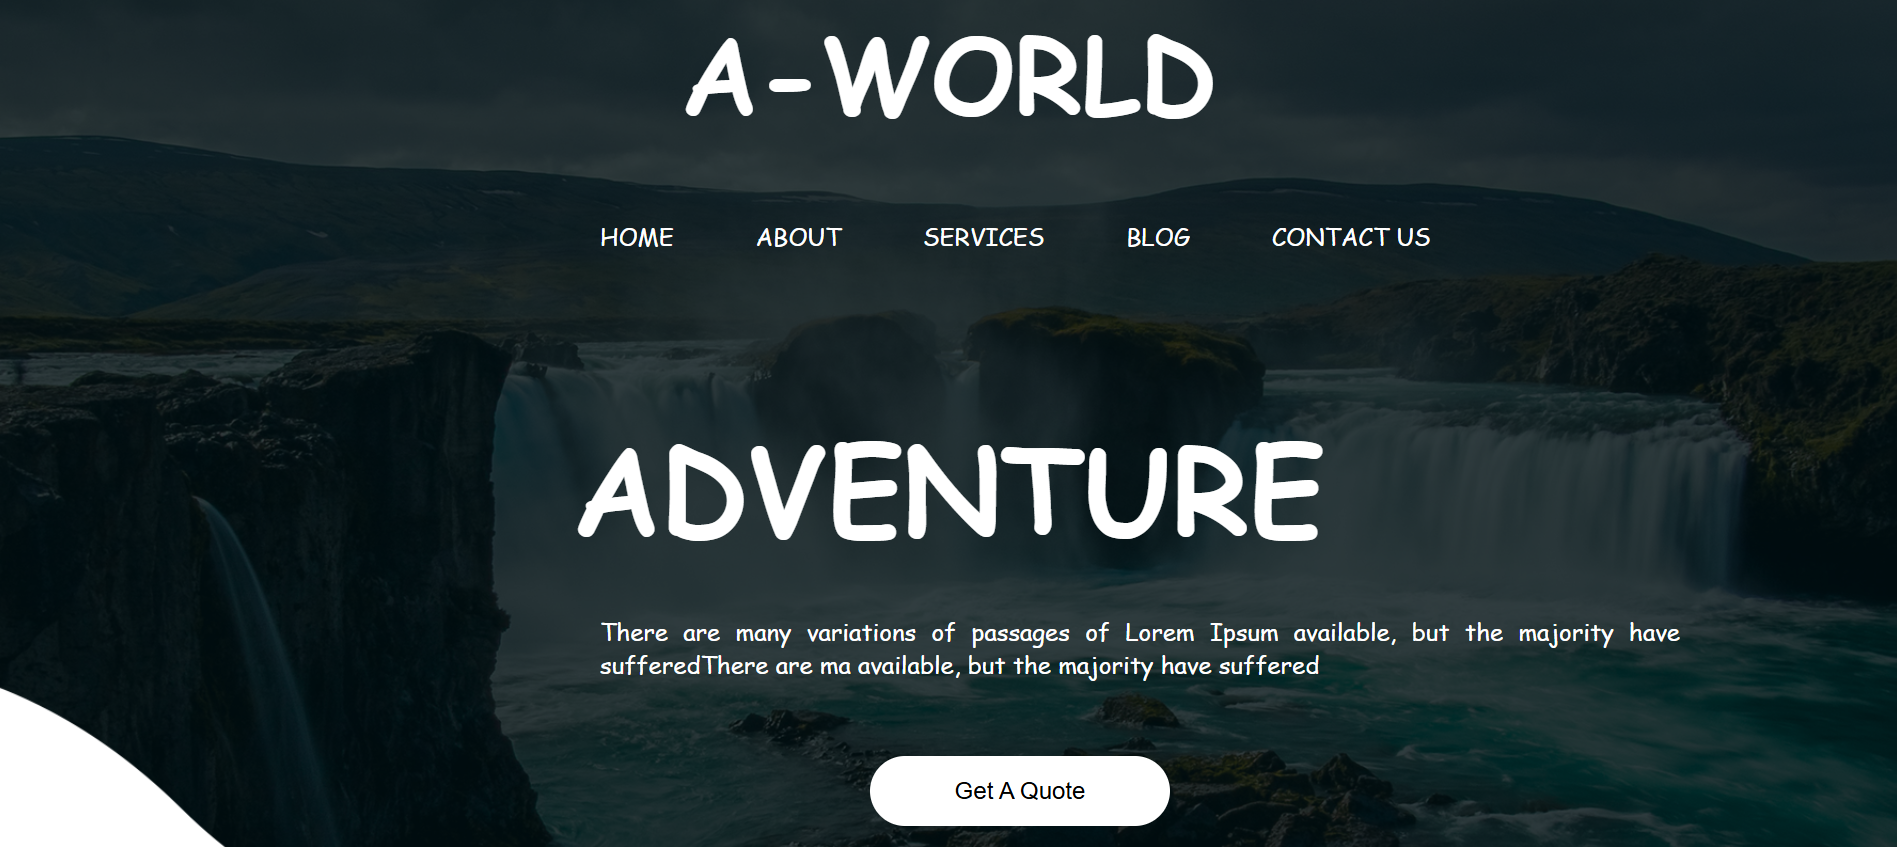 A-WORLD
HOME ABOUT SERVICES BLOG CONTACT US
ADVENTURE
There are many variations of passages of Lorem Ipsum available, but the majority have
sufferedThere are ma available, but the majority have suffered
Get A Quote